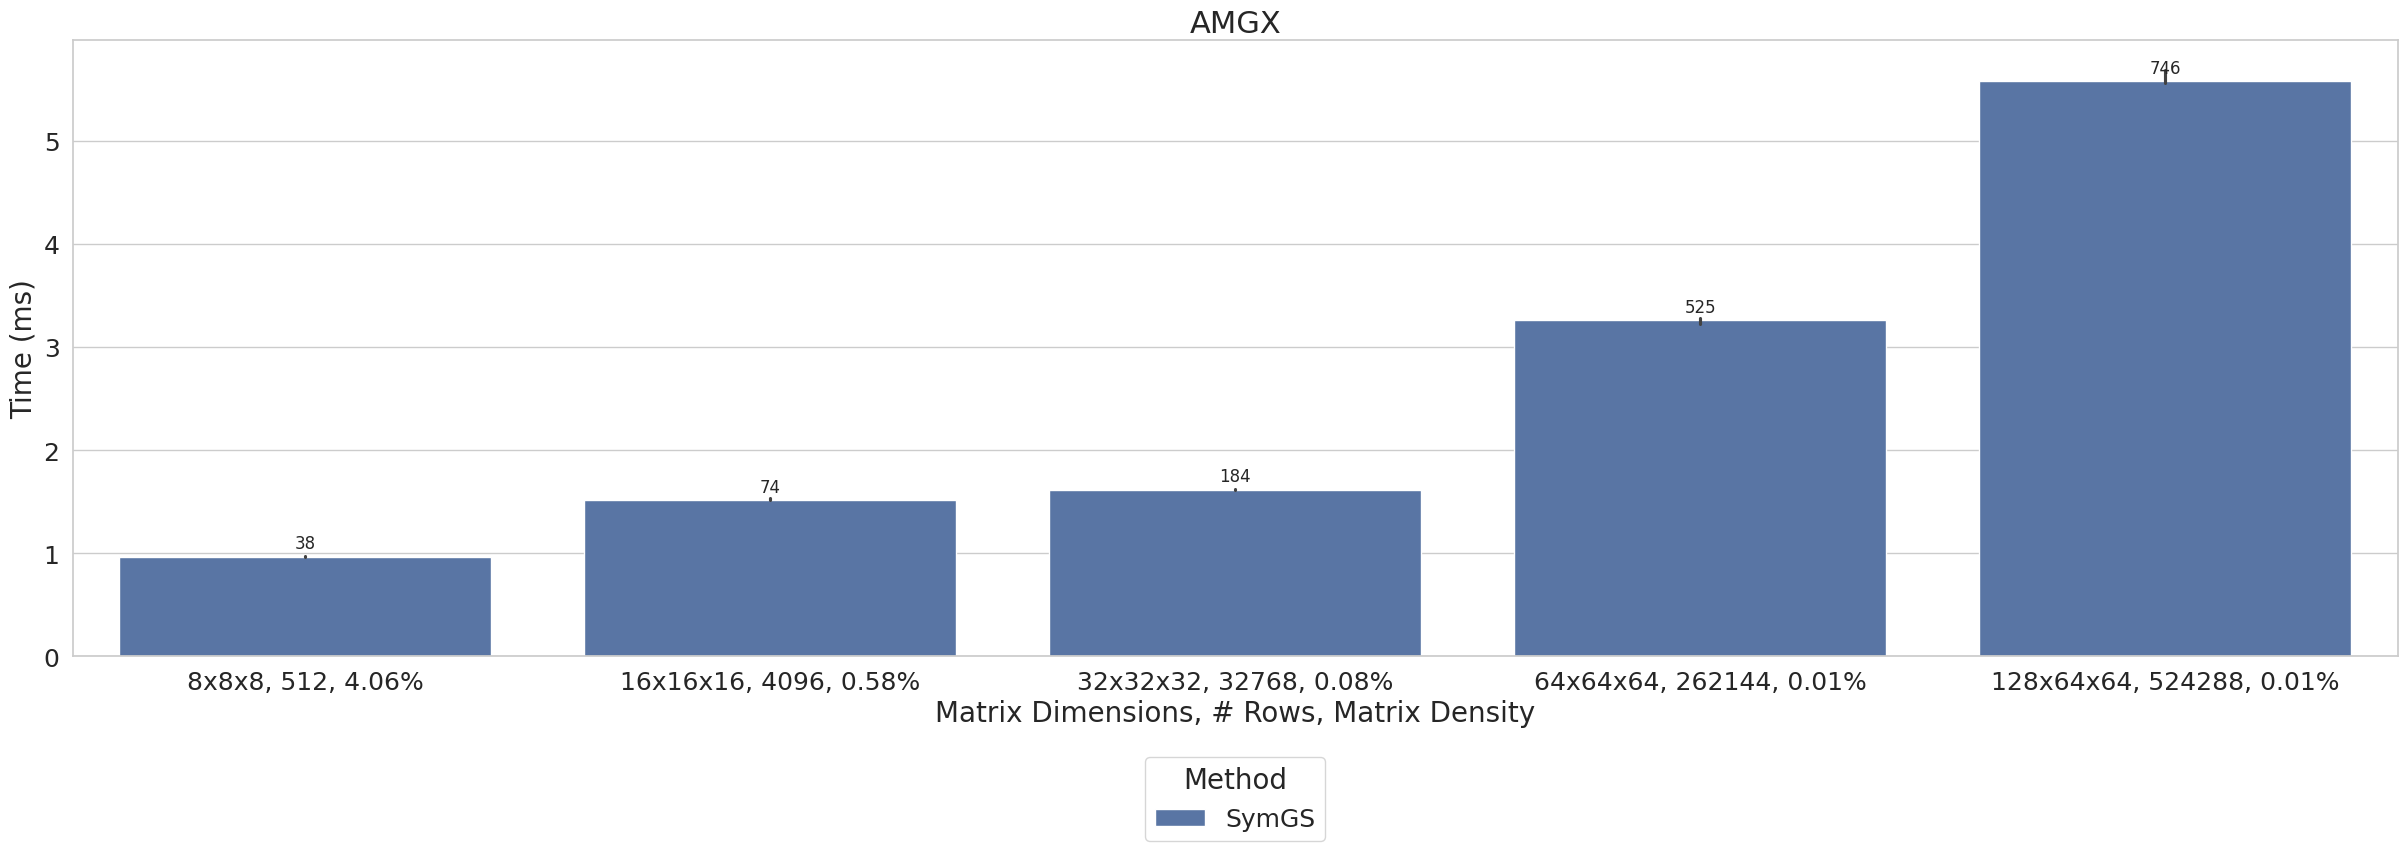 AMGX
Time (ms)
5
4
3
2
1
0
38
74
184
525
746
8x8x8, 512, 4.06%
16x16x16, 4096, 0.58%
32x32x32, 32768, 0.08%
64x64x64, 262144, 0.01%
128x64x64, 524288, 0.01%
Matrix Dimensions, # Rows, Matrix Density
Method
SymGS